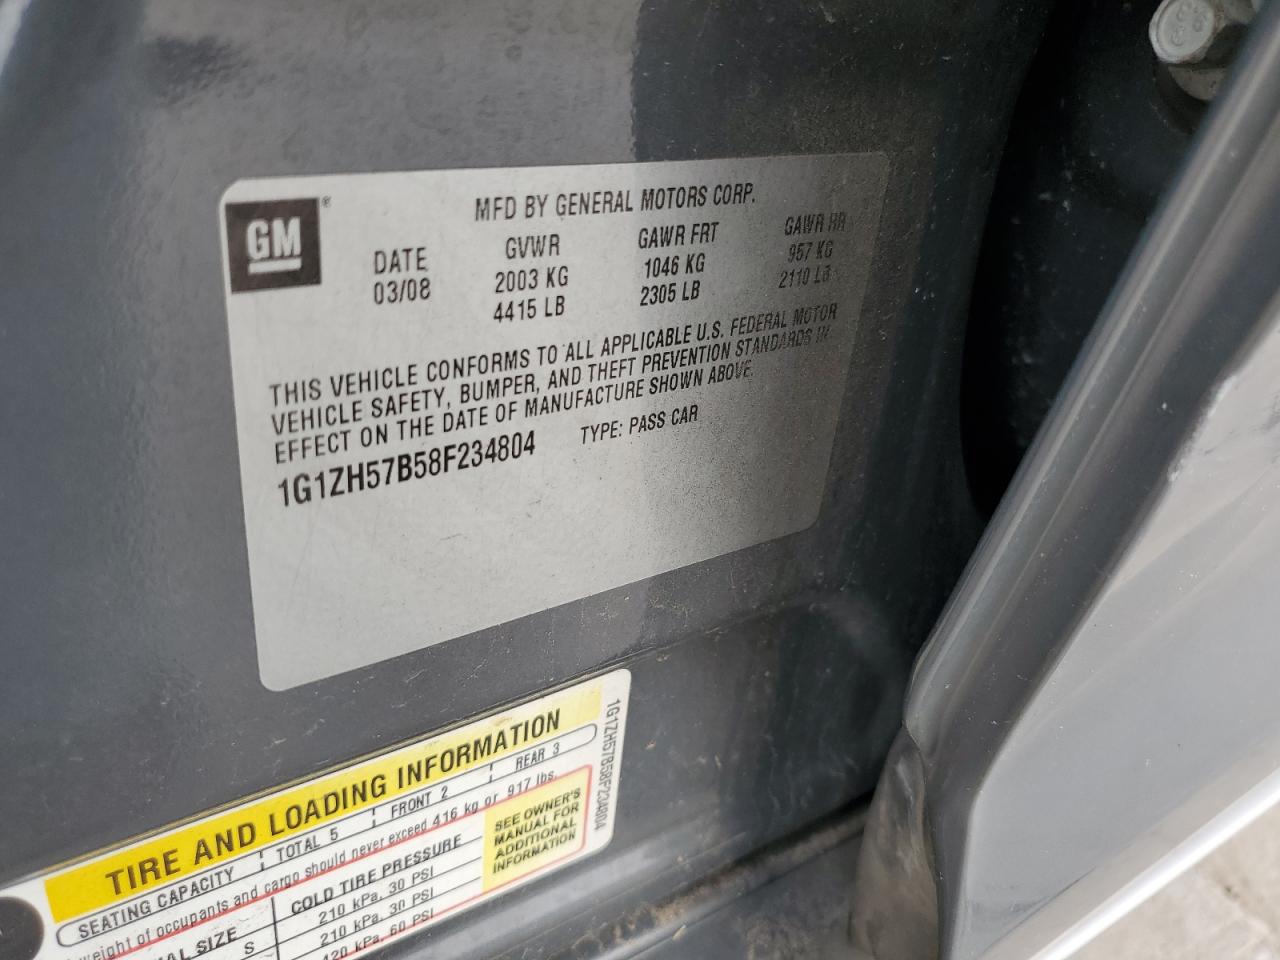 GM ®
MFD BY GENERAL MOTORS CORP.
DATE GVWR GAWR FRT GAWR RR
03/08 2003 KG 1046 KG 957 KG
4415 LB 2305 LB 2110 LB
THIS VEHICLE CONFORMS TO ALL APPLICABLE U.S. FEDERAL MOTOR
VEHICLE SAFETY, BUMPER, AND THEFT PREVENTION STANDARDS IN
EFFECT ON THE DATE OF MANUFACTURE SHOWN ABOVE.
1G1ZH57B58F234804 TYPE: PASS CAR
TIRE AND LOADING INFORMATION
SEATING CAPACITY TOTAL 5 FRONT 2 REAR 3
weight of occupants and cargo should never exceed 416 kg or 917 lbs.
SIZE COLD TIRE PRESSURE
S 210 kPa, 30 PSI
210 kPa, 30 PSI
420 kPa, 60 PSI
SEE OWNER'S
MANUAL FOR
ADDITIONAL
INFORMATION
1G1ZH57B58F234804